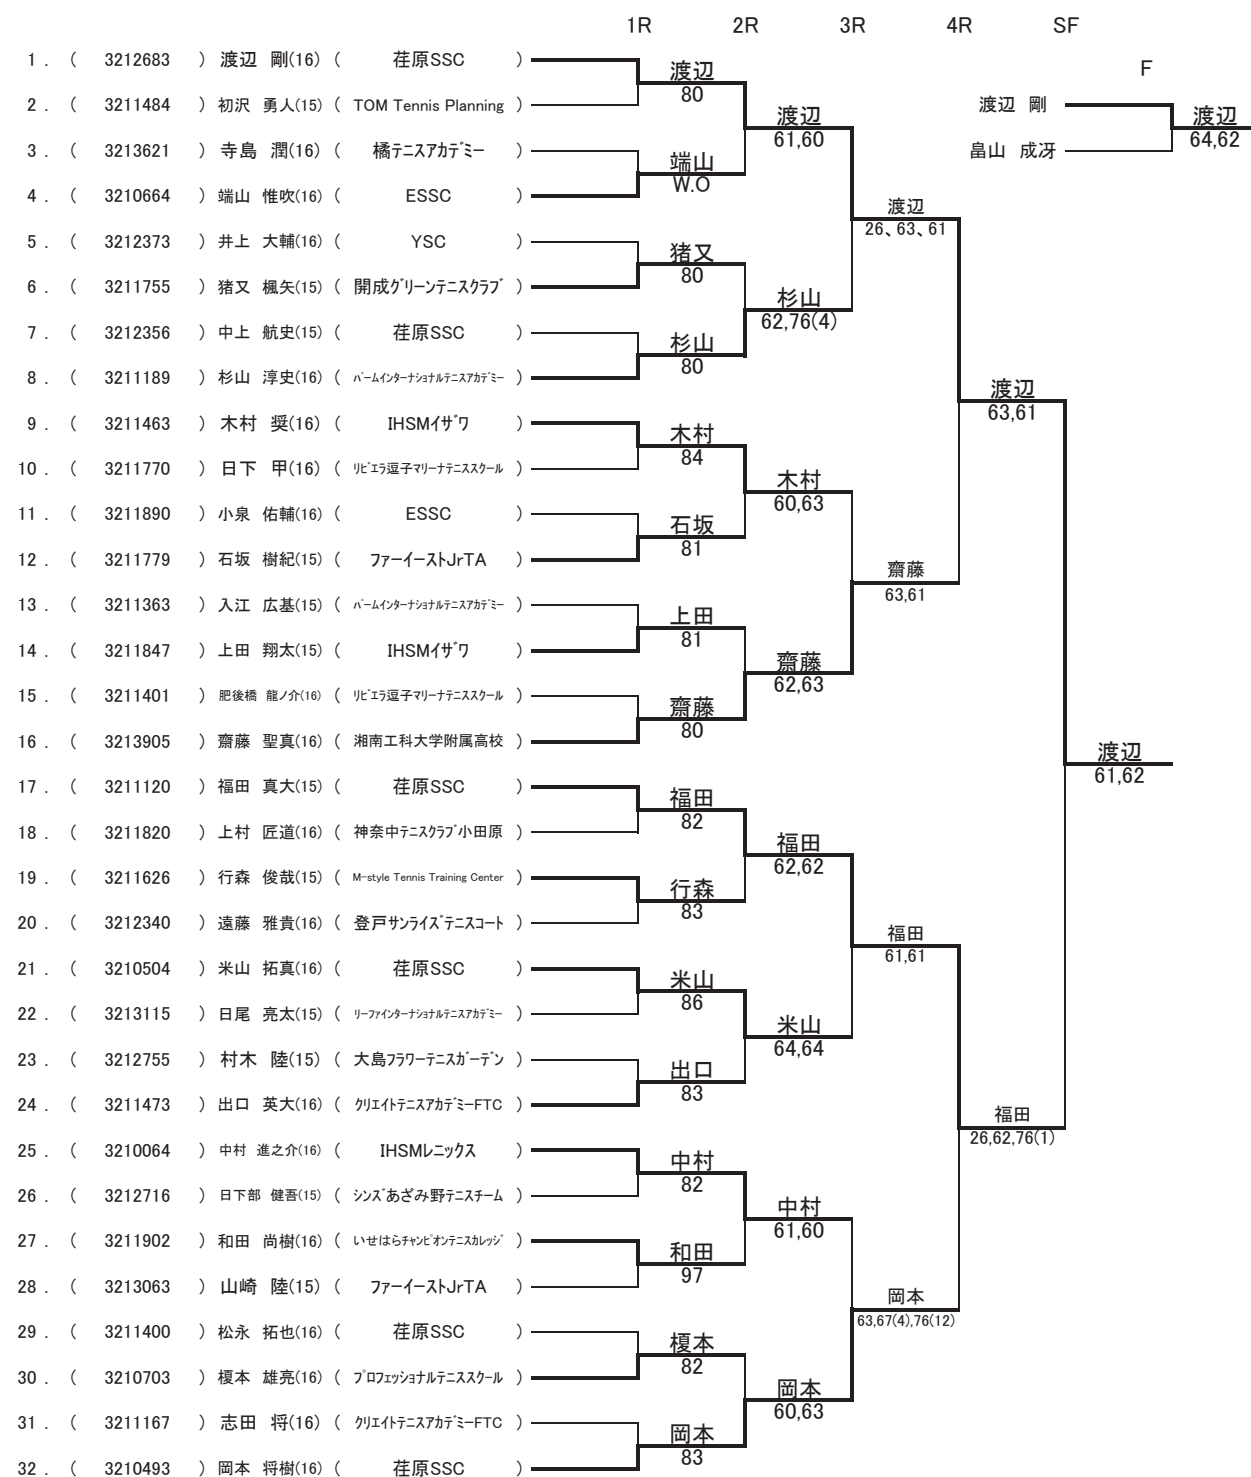 1R 2R 3R 4R SF
F
1 . ( 3212683 ) 渡辺 剛(16) ( 荏原SSC )
2 . ( 3211484 ) 初沢 勇人(15) ( TOM Tennis Planning )
3 . ( 3213621 ) 寺島 潤(16) ( 橘テニスアカデミー )
4 . ( 3210664 ) 端山 惟吹(16) ( ESSC )
5 . ( 3212373 ) 井上 大輔(16) ( YSC )
6 . ( 3211755 ) 猪又 楓矢(15) ( 開成グリーンテニスクラブ )
7 . ( 3212356 ) 中上 航史(15) ( 荏原SSC )
8 . ( 3211189 ) 杉山 淳史(16) ( パームインターナショナルテニスアカデミー )
9 . ( 3211463 ) 木村 奨(16) ( IHSMイザワ )
10 . ( 3211770 ) 日下 甲(16) ( リビエラ逗子マリーナテニススクール )
11 . ( 3211890 ) 小泉 佑輔(16) ( ESSC )
12 . ( 3211779 ) 石坂 樹紀(15) ( ファーイーストJrTA )
13 . ( 3211363 ) 入江 広基(15) ( パームインターナショナルテニスアカデミー )
14 . ( 3211847 ) 上田 翔太(15) ( IHSMイザワ )
15 . ( 3211401 ) 肥後橋 龍ノ介(16) ( リビエラ逗子マリーナテニススクール )
16 . ( 3213905 ) 齋藤 聖真(16) ( 湘南工科大学附属高校 )
17 . ( 3211120 ) 福田 真大(15) ( 荏原SSC )
18 . ( 3211820 ) 上村 匠道(16) ( 神奈中テニスクラブ小田原 )
19 . ( 3211626 ) 行森 俊哉(15) ( M-style Tennis Training Center )
20 . ( 3212340 ) 遠藤 雅貴(16) ( 登戸サンライズテニスコート )
21 . ( 3210504 ) 米山 拓真(16) ( 荏原SSC )
22 . ( 3213115 ) 日尾 亮太(15) ( リーファインターナショナルテニスアカデミー )
23 . ( 3212755 ) 村木 陸(15) ( 大島フラワーテニスガーデン )
24 . ( 3211473 ) 出口 英大(16) ( クリエイトテニスアカデミーFTC )
25 . ( 3210064 ) 中村 進之介(16) ( IHSMレニックス )
26 . ( 3212716 ) 日下部 健吾(15) ( シンズあざみ野テニスチーム )
27 . ( 3211902 ) 和田 尚樹(16) ( いせはらチャンピオンテニスカレッジ )
28 . ( 3213063 ) 山崎 陸(15) ( ファーイーストJrTA )
29 . ( 3211400 ) 松永 拓也(16) ( 荏原SSC )
30 . ( 3210703 ) 榎本 雄亮(16) ( プロフェッショナルテニススクール )
31 . ( 3211167 ) 志田 将(16) ( クリエイトテニスアカデミーFTC )
32 . ( 3210493 ) 岡本 将樹(16) ( 荏原SSC )
渡辺
80
端山
W.O
猪又
80
杉山
80
木村
84
石坂
81
上田
81
齋藤
80
福田
82
行森
83
米山
86
出口
83
中村
82
和田
97
榎本
82
岡本
83
渡辺
61,60
杉山
62,76(4)
木村
60,63
齋藤
62,63
福田
62,62
米山
64,64
中村
61,60
岡本
60,63
渡辺
26、63、61
齋藤
63,61
福田
61,61
岡本
63,67(4),76(12)
渡辺
63,61
福田
26,62,76(1)
渡辺
61,62
渡辺 剛
畠山 成冴
渡辺
64,62